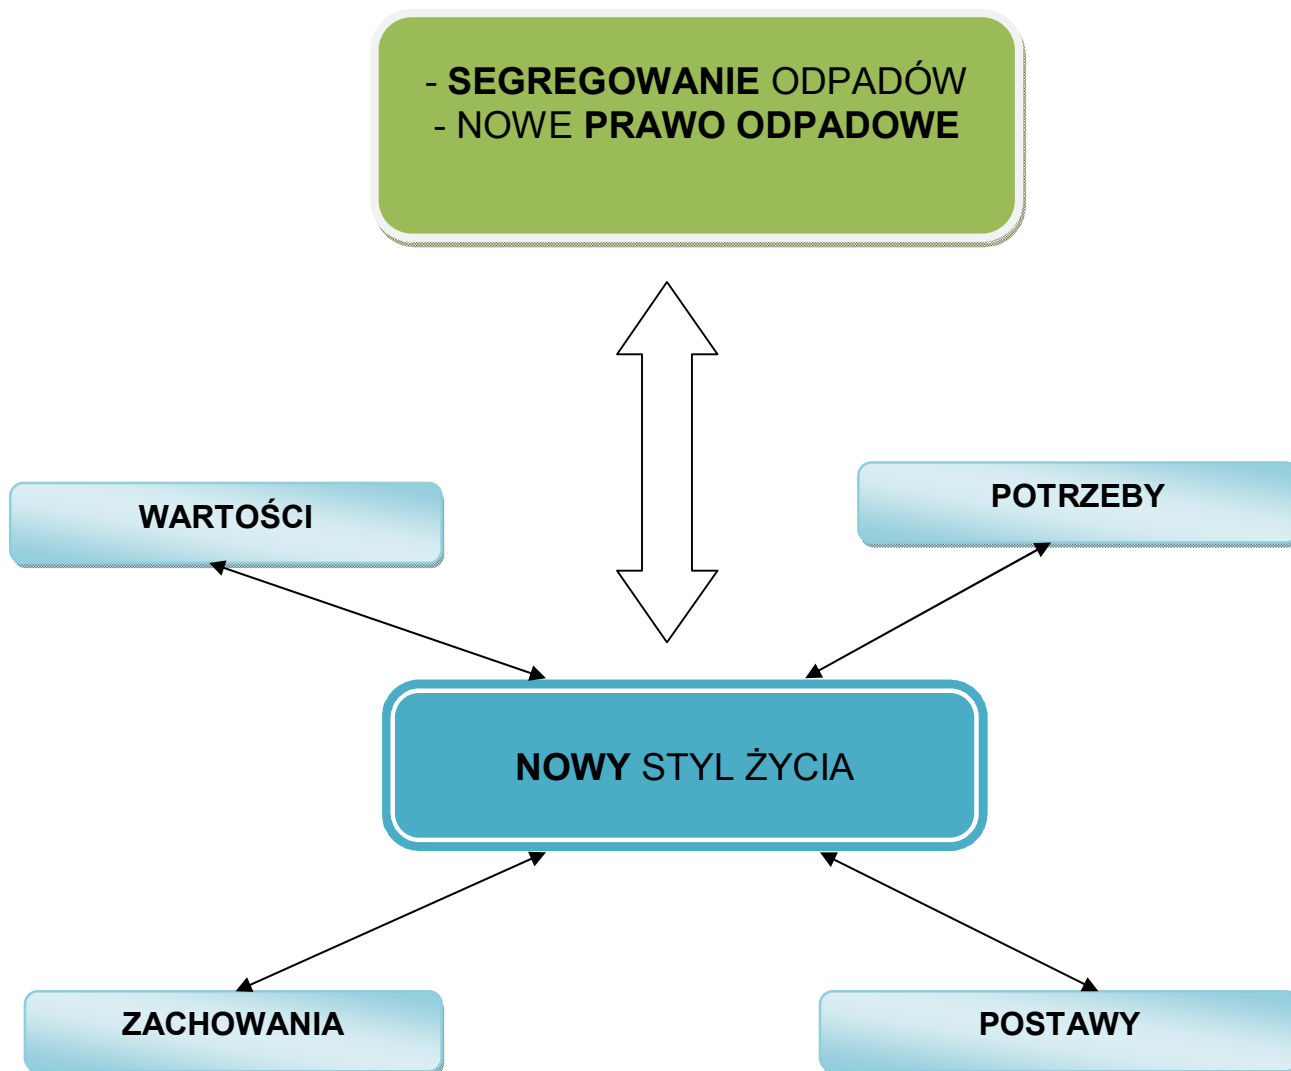 - SEGREGOWANIE ODPADÓW
- NOWE PRAWO ODPADOWE
WARTOŚCI
POTRZEBY
NOWY STYL ŻYCIA
ZACHOWANIA
POSTAWY